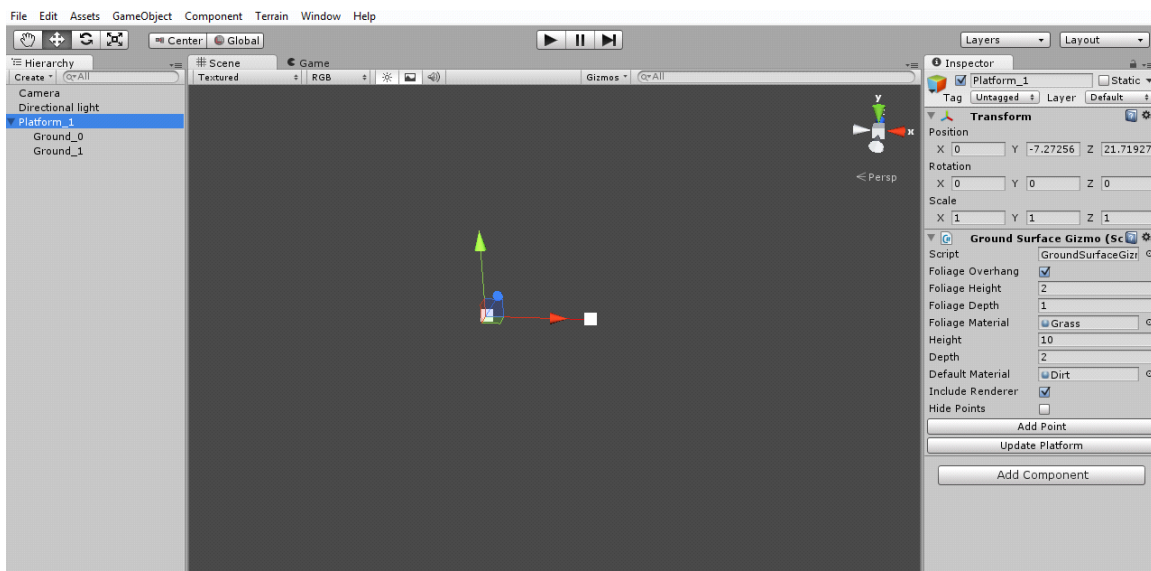 File Edit Assets GameObject Component Terrain Window Help
Center Global Layers Layout
Hierarchy
Create All
Camera
Directional light
Platform_1
Ground_0
Ground_1
# Scene Game
Textured RGB Gizmos All
y
x
Persp
Inspector
Platform_1 Static
Tag Untagged Layer Default
Transform
Position
X 0 Y -7.27256 Z 21.71927
Rotation
X 0 Y 0 Z 0
Scale
X 1 Y 1 Z 1
Ground Surface Gizmo (Sc
Script GroundSurfaceGiz
Foliage Overhang
Foliage Height 2
Foliage Depth 1
Foliage Material Grass
Height 10
Depth 2
Default Material Dirt
Include Renderer
Hide Points
Add Point
Update Platform
Add Component